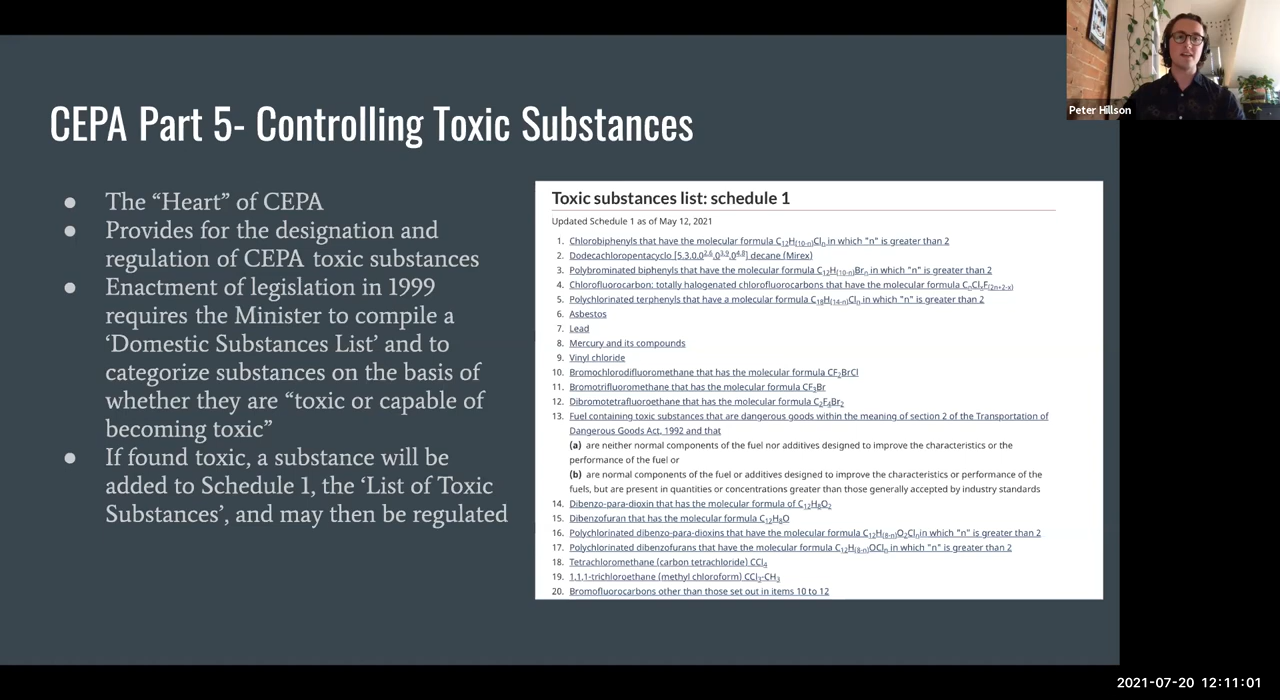 CEPA Part 5- Controlling Toxic Substances
● The “Heart” of CEPA
● Provides for the designation and
regulation of CEPA toxic substances
● Enactment of legislation in 1999
requires the Minister to compile a
‘Domestic Substances List’ and to
categorize substances on the basis of
whether they are “toxic or capable of
becoming toxic”
● If found toxic, a substance will be
added to Schedule 1, the ‘List of Toxic
Substances’, and may then be regulated
Toxic substances list: schedule 1
Updated Schedule 1 as of May 12, 2021
1. Chlorobiphenyls that have the molecular formula C12H(10-n)Cln in which "n" is greater than 2
2. Dodecachloropentacyclo [5.3.0.02,6.03,9.04,8] decane (Mirex)
3. Polybrominated biphenyls that have the molecular formula C12H(10-n)Brn in which "n" is greater than 2
4. Chlorofluorocarbon: totally halogenated chlorofluorocarbons that have the molecular formula CnClxF(2n+2-x)
5. Polychlorinated terphenyls that have a molecular formula C18H(14-n)Cln in which "n" is greater than 2
6. Asbestos
7. Lead
8. Mercury and its compounds
9. Vinyl chloride
10. Bromochlorodifluoromethane that has the molecular formula CF2BrCl
11. Bromotrifluoromethane that has the molecular formula CF3Br
12. Dibromotetrafluoroethane that has the molecular formula C2F4Br2
13. Fuel containing toxic substances that are dangerous goods within the meaning of section 2 of the Transportation of
Dangerous Goods Act, 1992 and that
(a) are neither normal components of the fuel nor additives designed to improve the characteristics or the
performance of the fuel or
(b) are normal components of the fuel or additives designed to improve the characteristics or performance of the
fuels, but are present in quantities or concentrations greater than those generally accepted by industry standards
14. Dibenzo-para-dioxin that has the molecular formula of C12H8O2
15. Dibenzofuran that has the molecular formula C12H8O
16. Polychlorinated dibenzo-para-dioxins that have the molecular formula C12H(8-n)O2Cln in which "n" is greater than 2
17. Polychlorinated dibenzofurans that have the molecular formula C12H(8-n)OCln in which "n" is greater than 2
18. Tetrachloromethane (carbon tetrachloride) CCl4
19. 1,1,1-trichloroethane (methyl chloroform) CCl3-CH3
20. Bromofluorocarbons other than those set out in items 10 to 12
Peter Hillson
2021-07-20 12:11:01